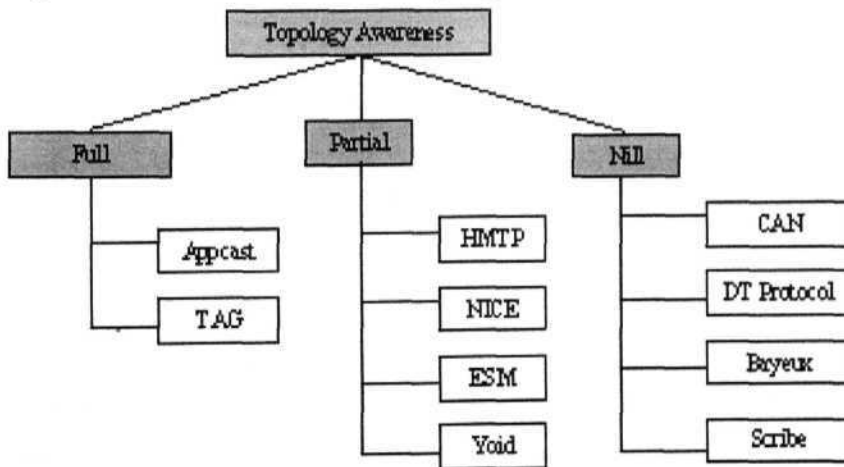 Topology Awareness
Full
Partial
Nill
Appcast
TAG
HMTP
NICE
ESM
Yoid
CAN
DT Protocol
Bayeux
Scribe